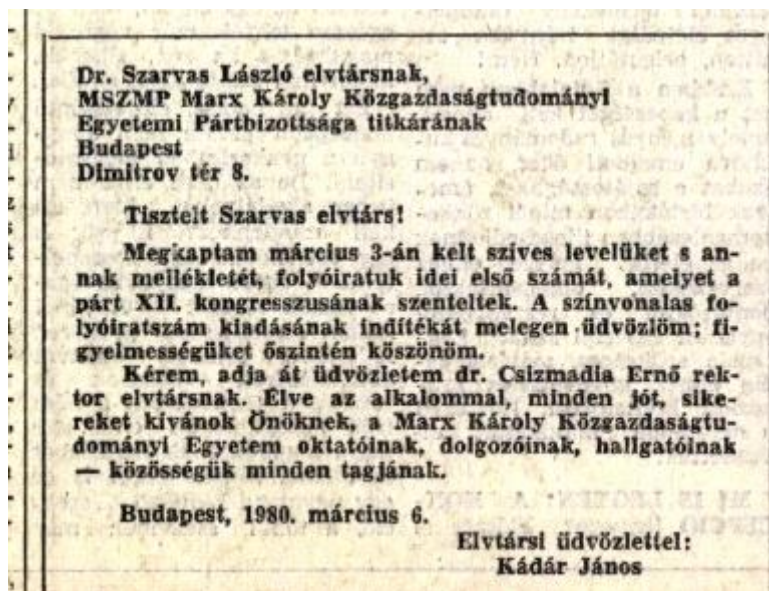 Dr. Szarvas László elvtársnak,
MSZMP Marx Károly Közgazdaságtudományi
Egyetemi Pártbizottsága titkárának
Budapest
Dimitrov tér 8.
Tisztelt Szarvas elvtárs!
Megkaptam március 3-án kelt szíves levelüket s an-
nak mellékletét, folyóiratuk idei első számát, amelyet a
párt XII. kongresszusának szenteltek. A színvonalas fo-
lyóiratszám kiadásának indítékát melegen üdvözlöm; fi-
gyelmességüket őszintén köszönöm.
Kérem, adja át üdvözletem dr. Csizmadia Ernő rek-
tor elvtársnak. Élve az alkalommal, minden jót, sike-
reket kívánok Önöknek, a Marx Károly Közgazdaságtu-
dományi Egyetem oktatóinak, dolgozóinak, hallgatóinak
— közösségük minden tagjának.
Budapest, 1980. március 6.
Elvtársi üdvözlettel:
Kádár János